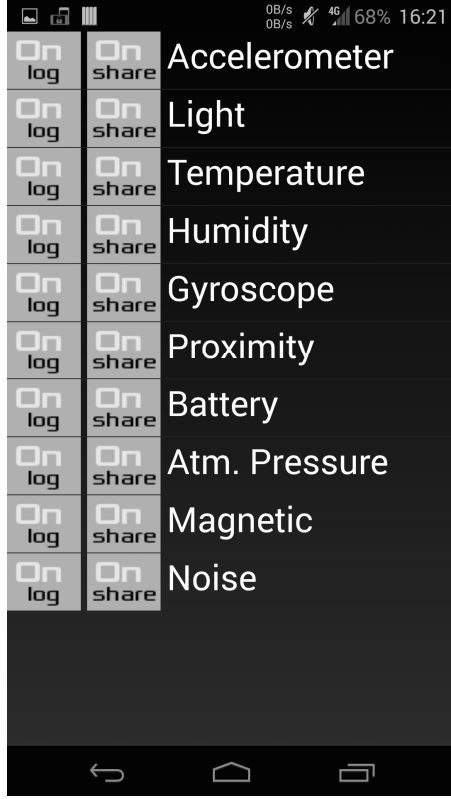 0B/s
0B/s 4G 68% 16:21
On log On share Accelerometer
On log On share Light
On log On share Temperature
On log On share Humidity
On log On share Gyroscope
On log On share Proximity
On log On share Battery
On log On share Atm. Pressure
On log On share Magnetic
On log On share Noise